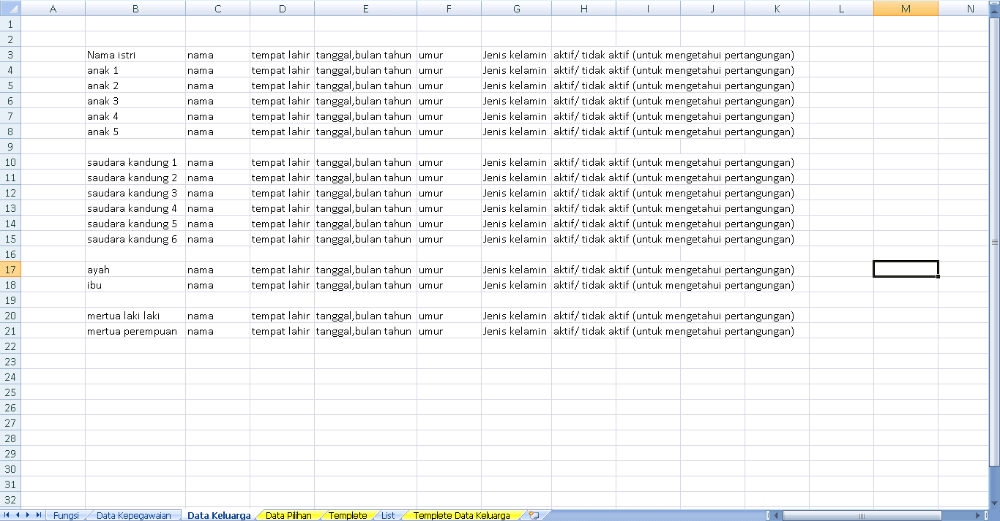 A B C D E F G H I J K L M N
1
2
3 Nama istri nama tempat lahir tanggal,bulan tahun umur Jenis kelamin aktif/ tidak aktif (untuk mengetahui pertangungan)
4 anak 1 nama tempat lahir tanggal,bulan tahun umur Jenis kelamin aktif/ tidak aktif (untuk mengetahui pertangungan)
5 anak 2 nama tempat lahir tanggal,bulan tahun umur Jenis kelamin aktif/ tidak aktif (untuk mengetahui pertangungan)
6 anak 3 nama tempat lahir tanggal,bulan tahun umur Jenis kelamin aktif/ tidak aktif (untuk mengetahui pertangungan)
7 anak 4 nama tempat lahir tanggal,bulan tahun umur Jenis kelamin aktif/ tidak aktif (untuk mengetahui pertangungan)
8 anak 5 nama tempat lahir tanggal,bulan tahun umur Jenis kelamin aktif/ tidak aktif (untuk mengetahui pertangungan)
9
10 saudara kandung 1 nama tempat lahir tanggal,bulan tahun umur Jenis kelamin aktif/ tidak aktif (untuk mengetahui pertangungan)
11 saudara kandung 2 nama tempat lahir tanggal,bulan tahun umur Jenis kelamin aktif/ tidak aktif (untuk mengetahui pertangungan)
12 saudara kandung 3 nama tempat lahir tanggal,bulan tahun umur Jenis kelamin aktif/ tidak aktif (untuk mengetahui pertangungan)
13 saudara kandung 4 nama tempat lahir tanggal,bulan tahun umur Jenis kelamin aktif/ tidak aktif (untuk mengetahui pertangungan)
14 saudara kandung 5 nama tempat lahir tanggal,bulan tahun umur Jenis kelamin aktif/ tidak aktif (untuk mengetahui pertangungan)
15 saudara kandung 6 nama tempat lahir tanggal,bulan tahun umur Jenis kelamin aktif/ tidak aktif (untuk mengetahui pertangungan)
16
17 ayah nama tempat lahir tanggal,bulan tahun umur Jenis kelamin aktif/ tidak aktif (untuk mengetahui pertangungan)
18 ibu nama tempat lahir tanggal,bulan tahun umur Jenis kelamin aktif/ tidak aktif (untuk mengetahui pertangungan)
19
20 mertua laki laki nama tempat lahir tanggal,bulan tahun umur Jenis kelamin aktif/ tidak aktif (untuk mengetahui pertangungan)
21 mertua perempuan nama tempat lahir tanggal,bulan tahun umur Jenis kelamin aktif/ tidak aktif (untuk mengetahui pertangungan)
22
23
24
25
26
27
28
29
30
31
32
Fungsi Data Kepegawaian Data Keluarga Data Pilihan Templete List Templete Data Keluarga